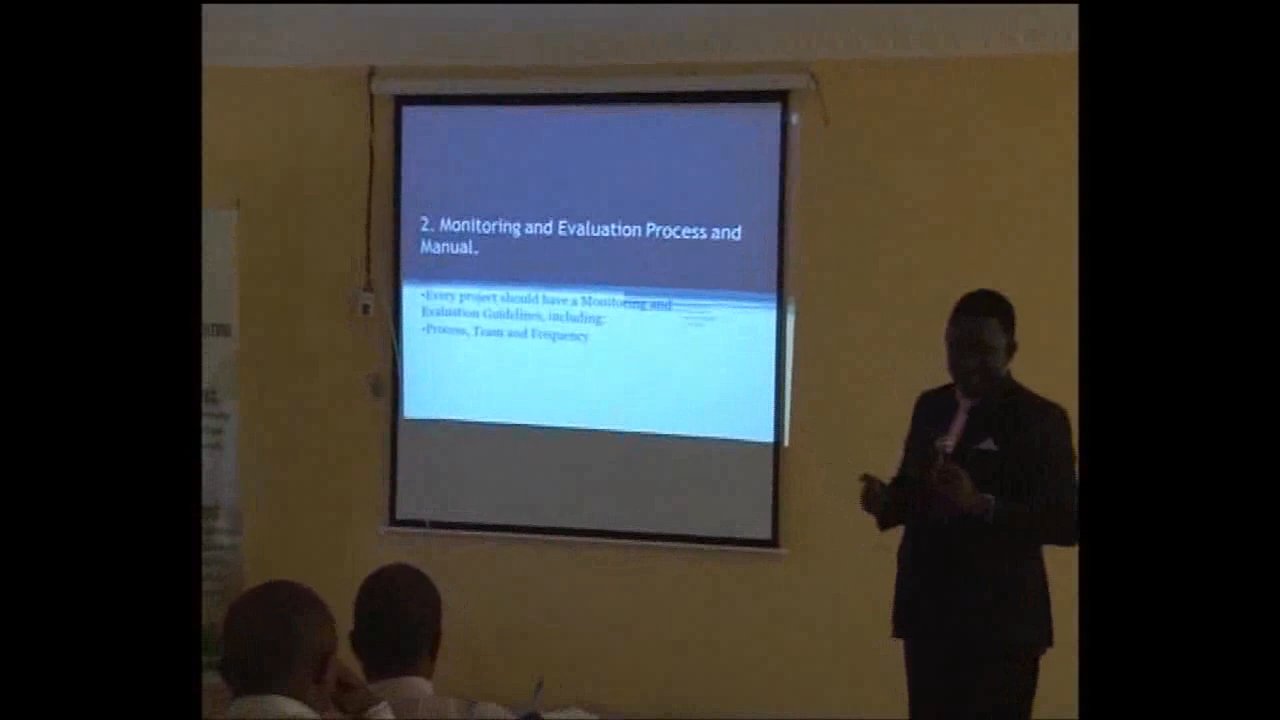 2. Monitoring and Evaluation Process and
Manual.
•Every project should have a Monitoring and
Evaluation Guidelines, including:
•Process, Team and Frequency